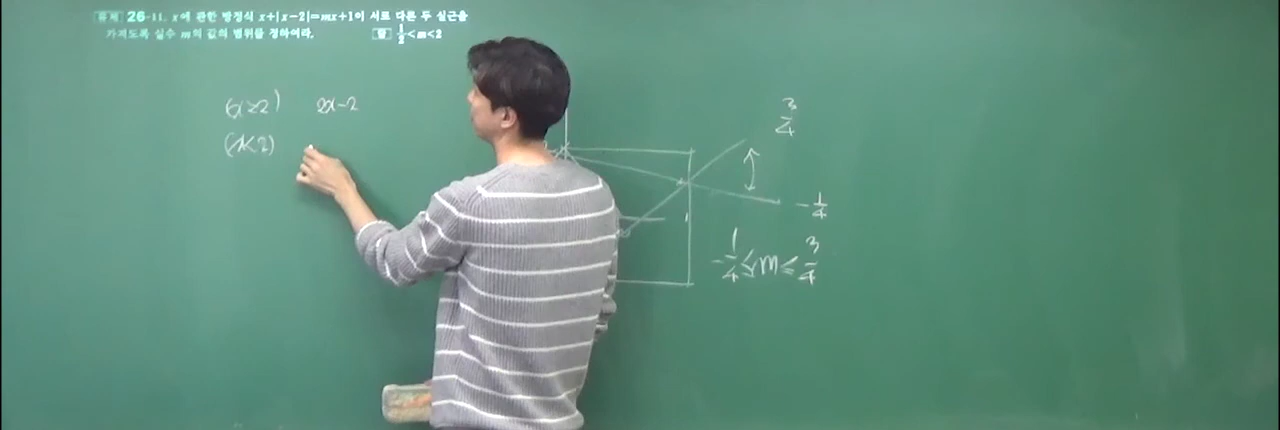 유제 26-11. x에 관한 방정식 x+|x-2|=mx+1이 서로 다른 두 실근을
가지도록 실수 m의 값의 범위를 정하여라. 답 1/2<m<2
(x≥2) 2x-2
(x<2)
3/4
-1/4
-1/4≤m≤3/4